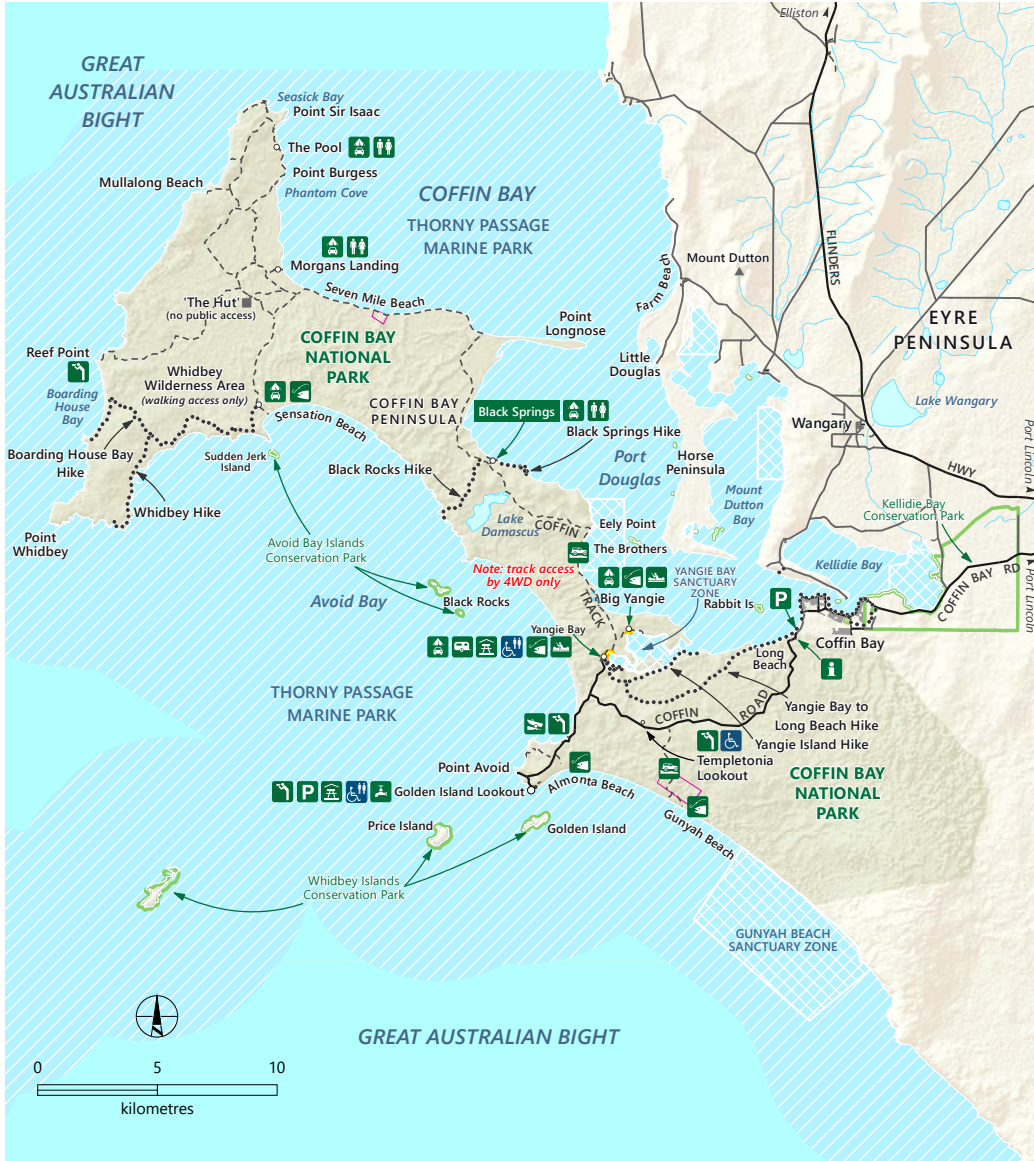 Elliston
GREAT
AUSTRALIAN
BIGHT
Seasick Bay
Point Sir Isaac
The Pool
Point Burgess
Mullalong Beach
Phantom Cove
COFFIN BAY
THORNY PASSAGE
MARINE PARK
FLINDERS
Mount Dutton
Morgans Landing
Seven Mile Beach
Farm Beach
'The Hut'
(no public access)
Point
Longnose
EYRE
PENINSULA
COFFIN BAY
NATIONAL
PARK
Reef Point
Little
Douglas
Boarding
House
Bay
Whidbey
Wilderness Area
(walking access only)
Lake Wangary
COFFIN BAY
PENINSULA
Black Springs
Sensation Beach
Black Springs Hike
Wangary
Port Lincoln
Boarding House Bay
Hike
Sudden Jerk
Island
Black Rocks Hike
Port
Douglas
Horse
Peninsula
HWY
Whidbey Hike
Mount
Dutton
Bay
Kellidie Bay
Conservation Park
Point
Whidbey
Lake
Damascus
COFFIN
Eely Point
The Brothers
Avoid Bay Islands
Conservation Park
Note: track access
by 4WD only
YANGIE BAY
SANCTUARY
ZONE
Kellidie Bay
COFFIN BAY RD
Port Lincoln
Avoid Bay
Black Rocks
TRACK
Big Yangie
Rabbit Is
P
Yangie Bay
Coffin Bay
Long
Beach
i
THORNY PASSAGE
MARINE PARK
COFFIN
ROAD
Yangie Bay to
Long Beach Hike
Yangie Island Hike
Templetonia
Lookout
Point Avoid
COFFIN BAY
NATIONAL
PARK
P
Golden Island Lookout
Almonta Beach
Price Island
Golden Island
Gunyah Beach
Whidbey Islands
Conservation Park
GUNYAH BEACH
SANCTUARY ZONE
GREAT AUSTRALIAN BIGHT
0 5 10
kilometres